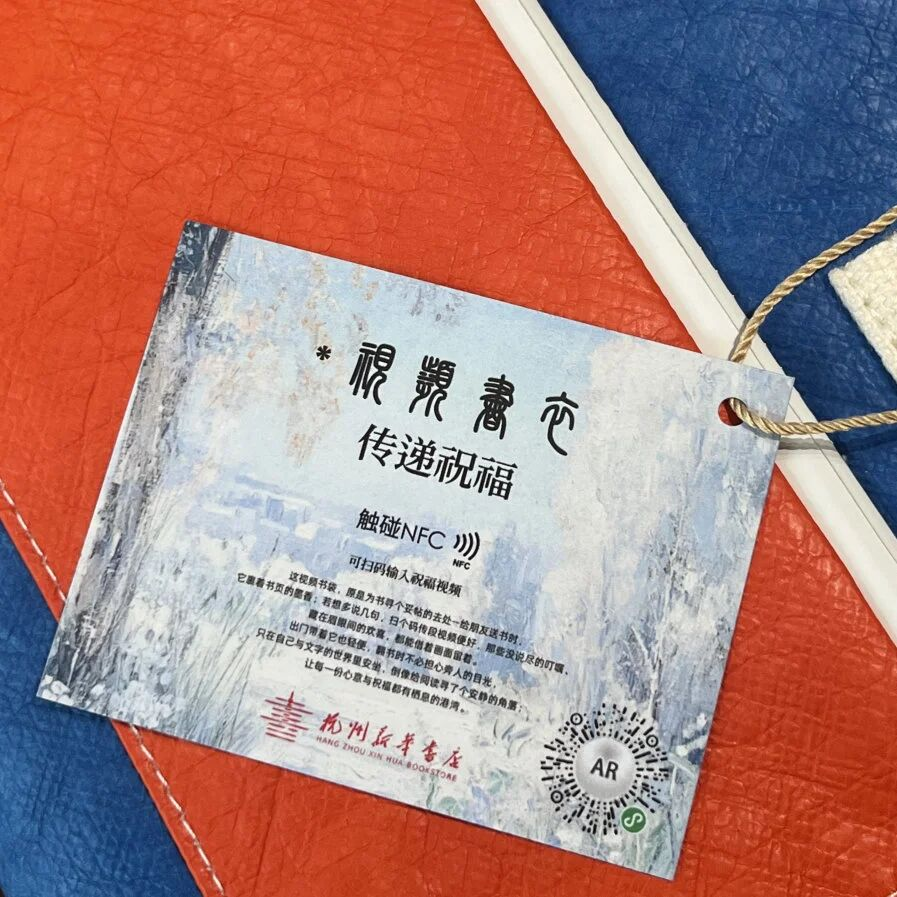 * 視頻書衣
传递祝福
触碰NFC
NFC
可扫码输入祝福视频
这视频书袋，原是为书寻个妥帖的去处—给朋友送书时，
它裹着书页的墨香，若想多说几句，扫个码传段视频便好，那些没说尽的叮嘱、
藏在眉眼间的欢喜，都能借着画面留着。
出门带着它也轻便，翻书时不必担心旁人的目光，
只在自己与文字的世界里安坐，倒像给阅读寻了个安静的角落；
让每一份心意与祝福都有栖息的港湾。
杭州新华书店
HANG ZHOU XIN HUA BOOKSTORE
AR